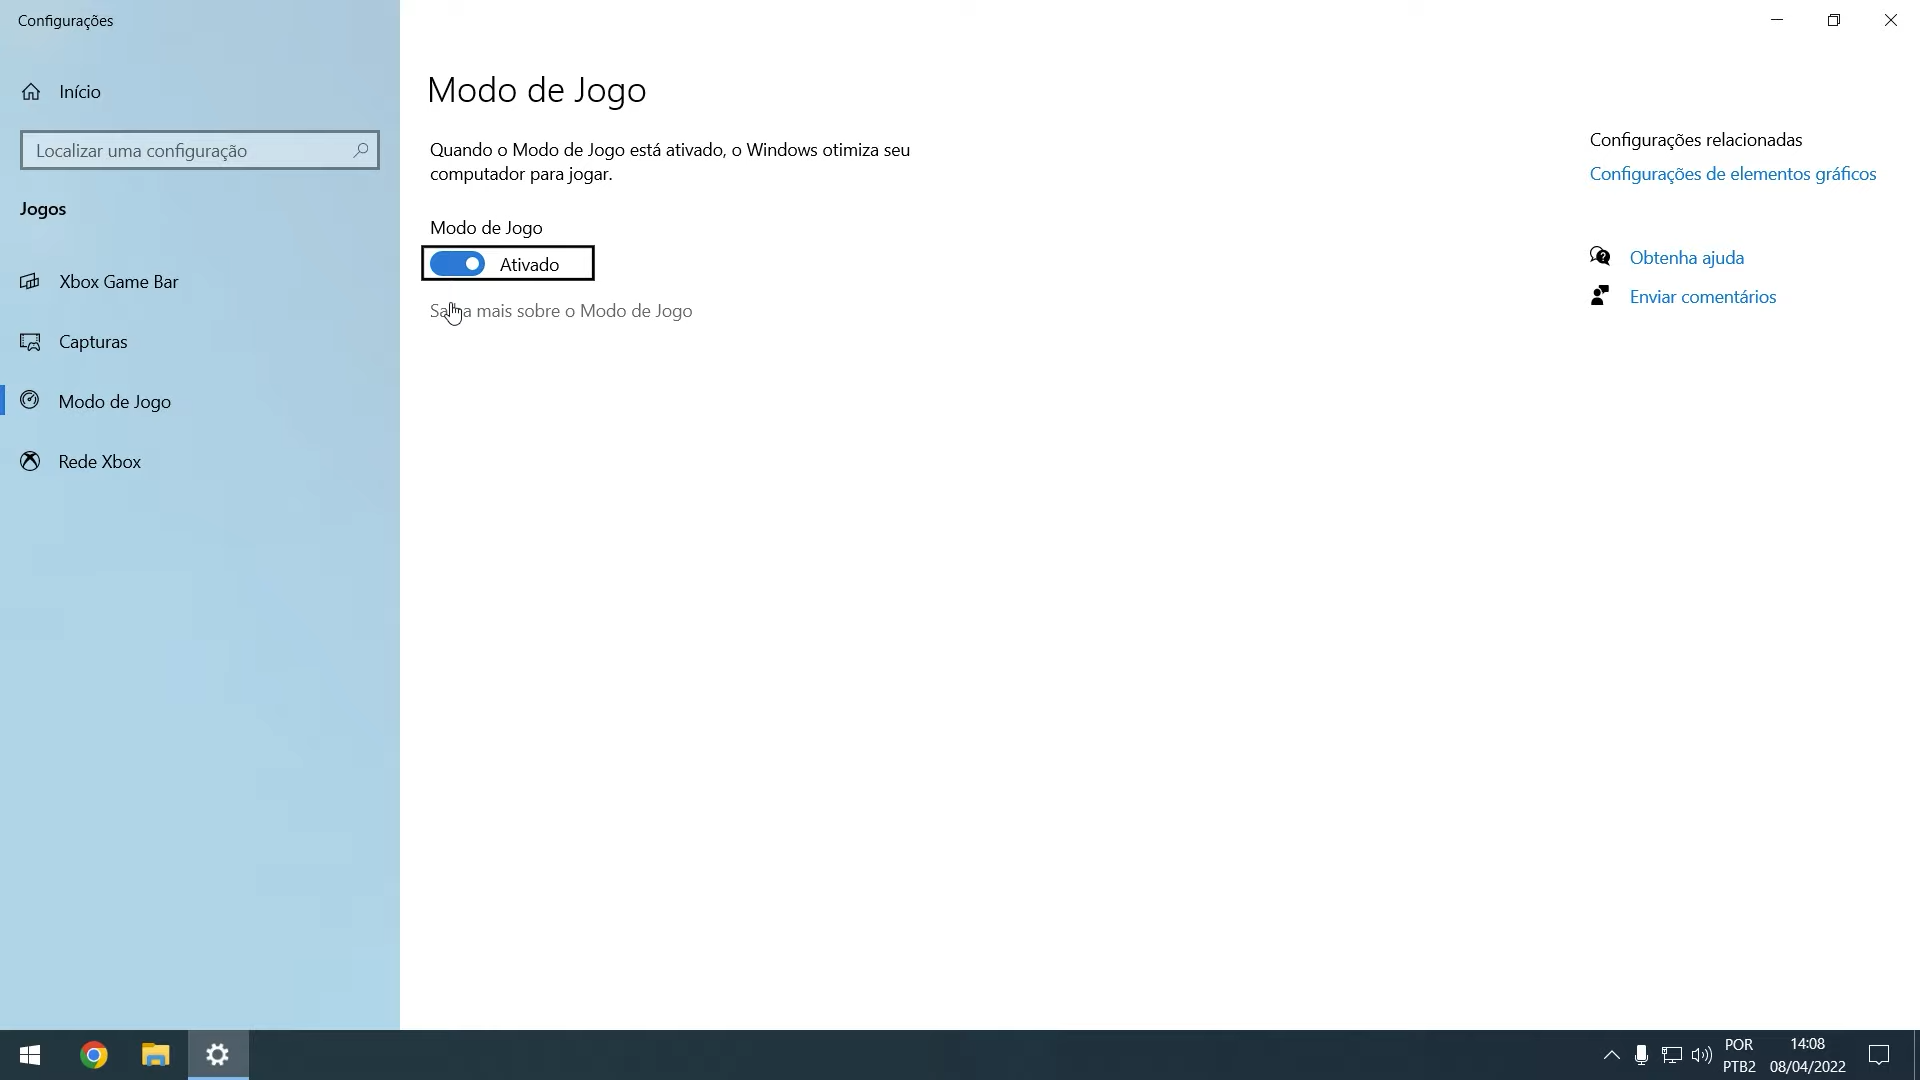 Configurações
Início
Localizar uma configuração
Jogos
Xbox Game Bar
Capturas
Modo de Jogo
Rede Xbox
Modo de Jogo
Quando o Modo de Jogo está ativado, o Windows otimiza seu
computador para jogar.
Modo de Jogo
Ativado
Saiba mais sobre o Modo de Jogo
Configurações relacionadas
Configurações de elementos gráficos
Obtenha ajuda
Enviar comentários
POR
PTB2
14:08
08/04/2022